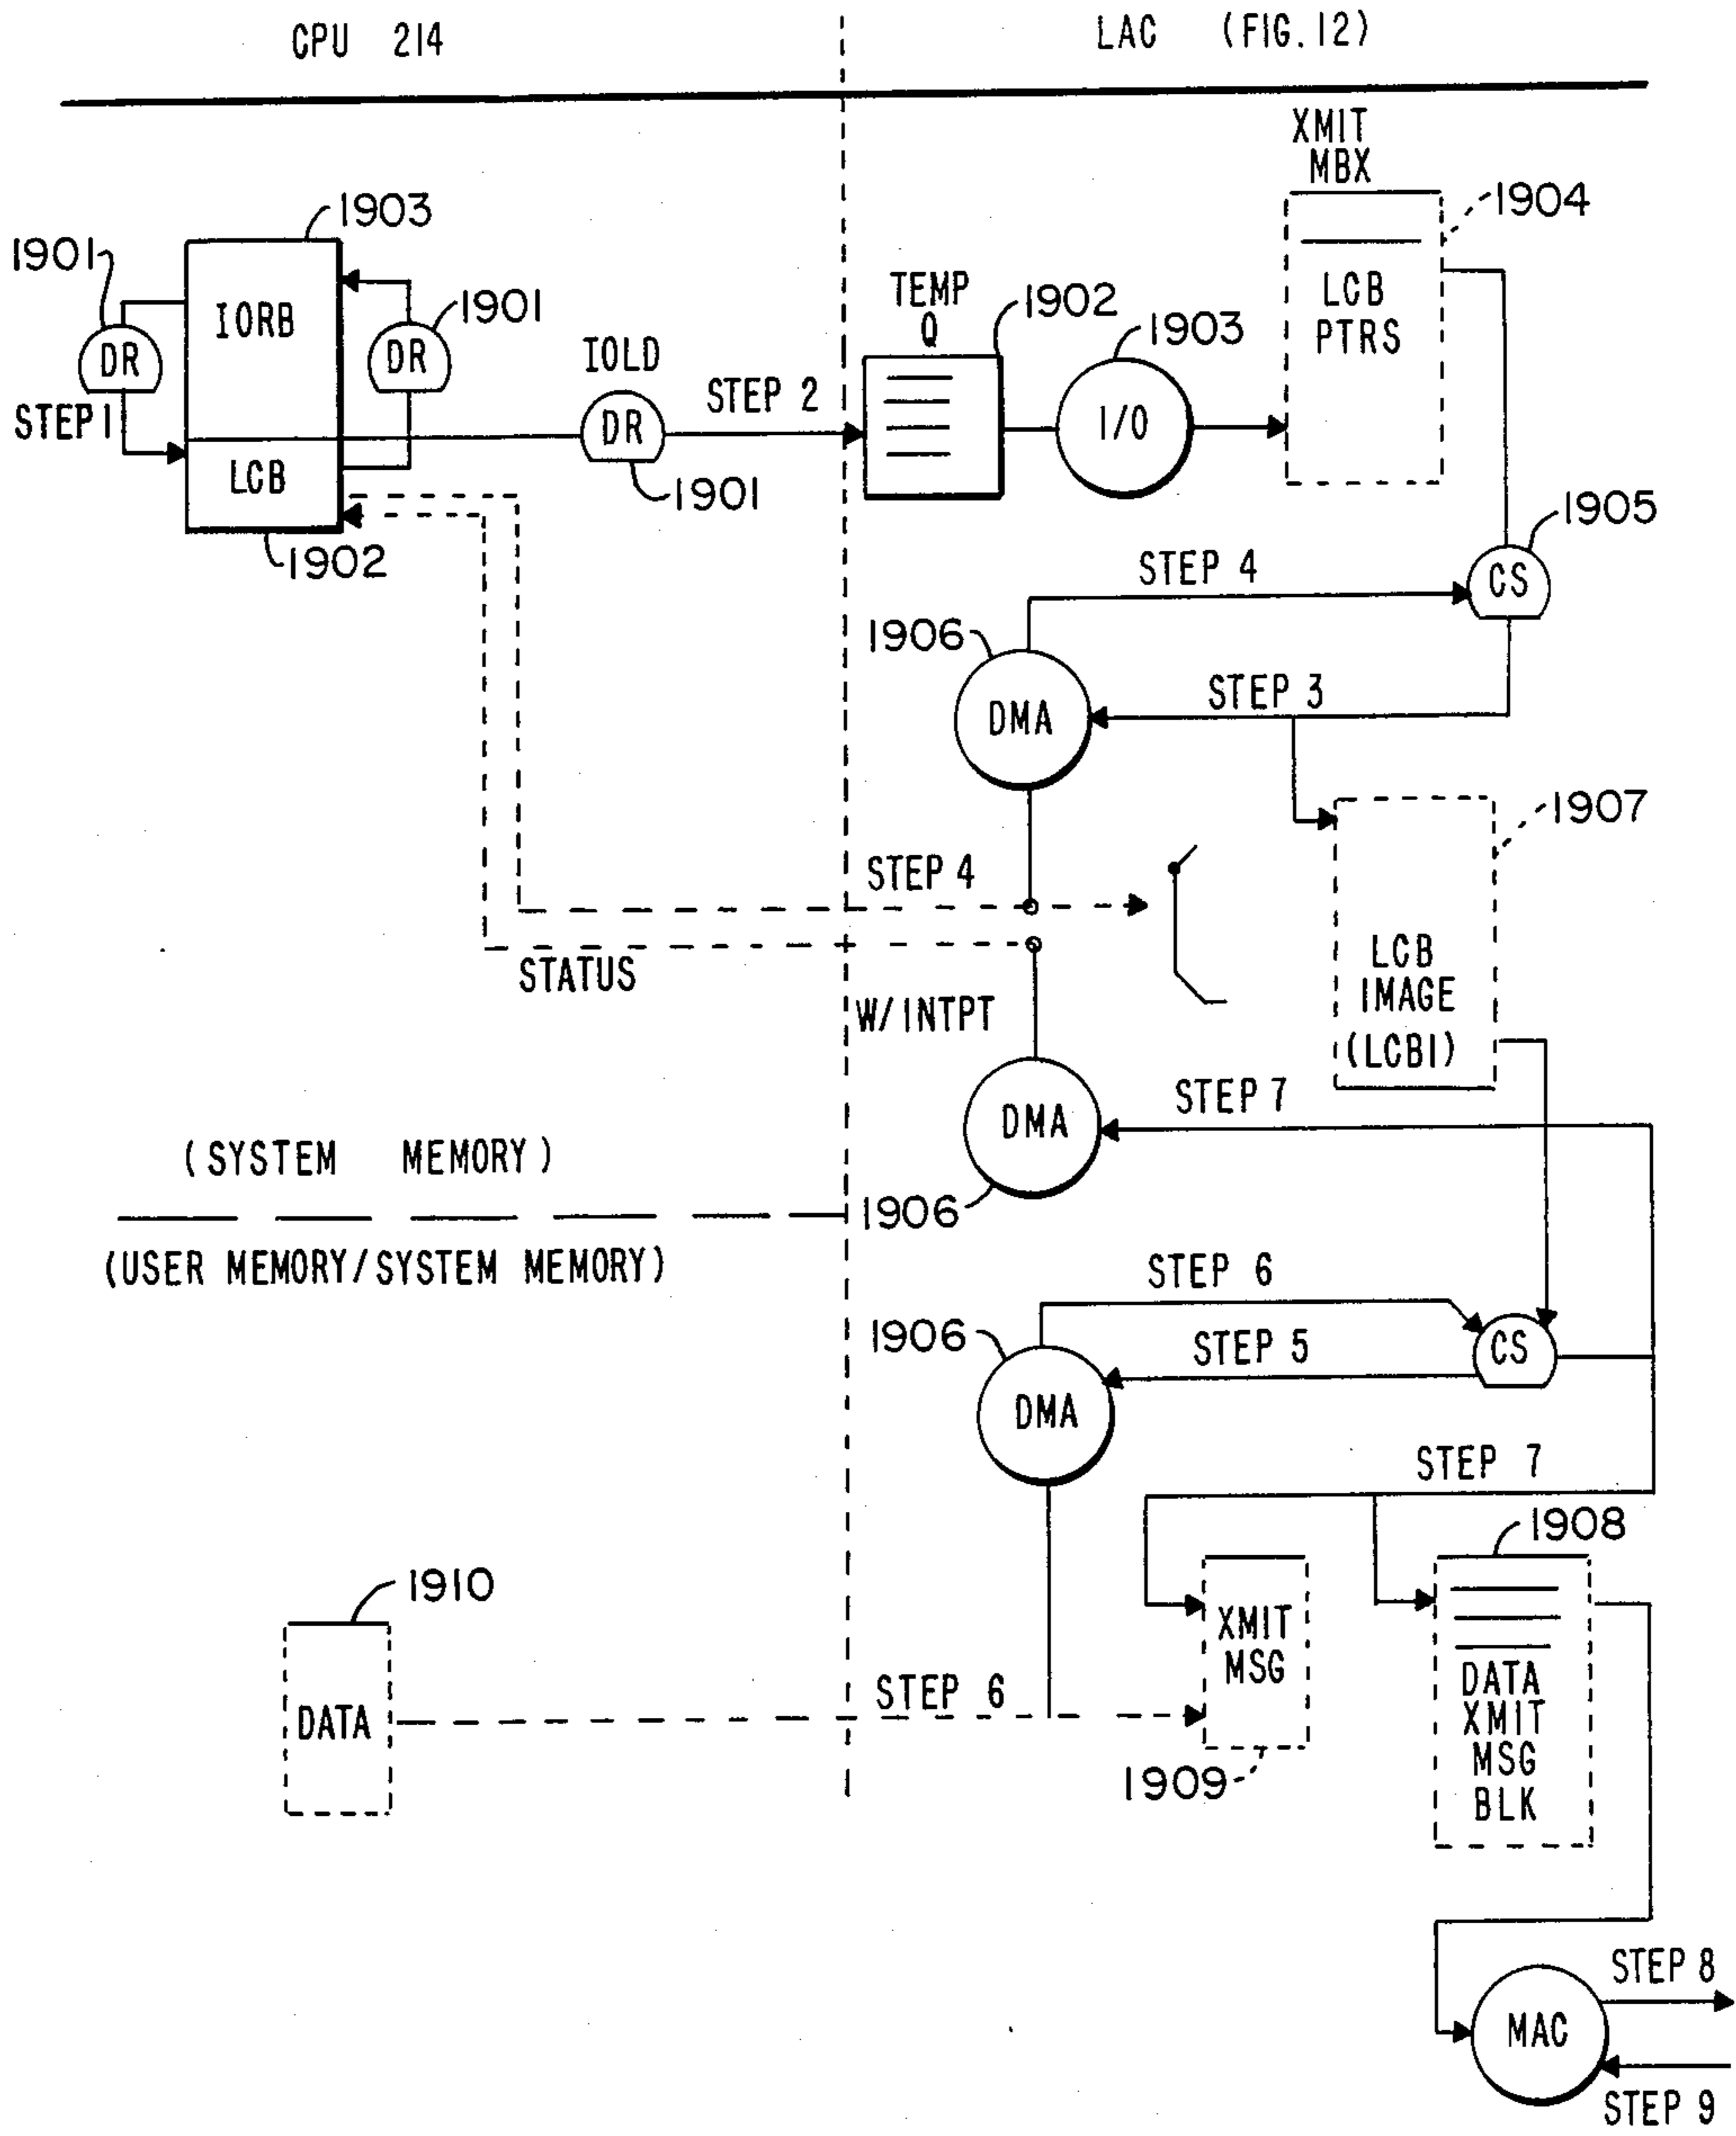 CPU 214
LAC (FIG.12)
XMIT
MBX
1904
LCB
PTRS
1903
1901
IORB
1901
DR
DR
STEP 1
LCB
1902
IOLD
DR
1901
STEP 2
TEMP
Q
1902
1903
I/O
1905
CS
STEP 4
1906
DMA
STEP 3
1907
STEP 4
STATUS
LCB
IMAGE
(LCBI)
W/INTPT
STEP 7
DMA
1906
(SYSTEM MEMORY)
(USER MEMORY/SYSTEM MEMORY)
STEP 6
1906
CS
STEP 5
DMA
STEP 7
1908
1910
XMIT
MSG
DATA
STEP 6
DATA
XMIT
MSG
BLK
1909
STEP 8
MAC
STEP 9